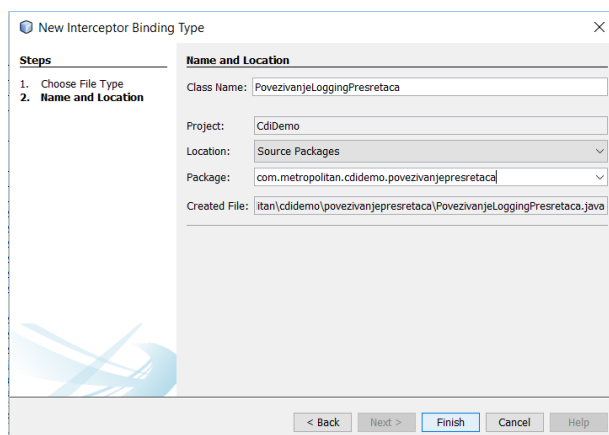 New Interceptor Binding Type
Steps
1. Choose File Type
2. Name and Location
Name and Location
Class Name: PovezivanjeLoggingPresretaca
Project: CdiDemo
Location: Source Packages
Package: com.metropolitan.cdidemo.povezivanjepresretaca
Created File: itan\cdidemo\povezivanjepresretaca\PovezivanjeLoggingPresretaca.java
< Back Next > Finish Cancel Help